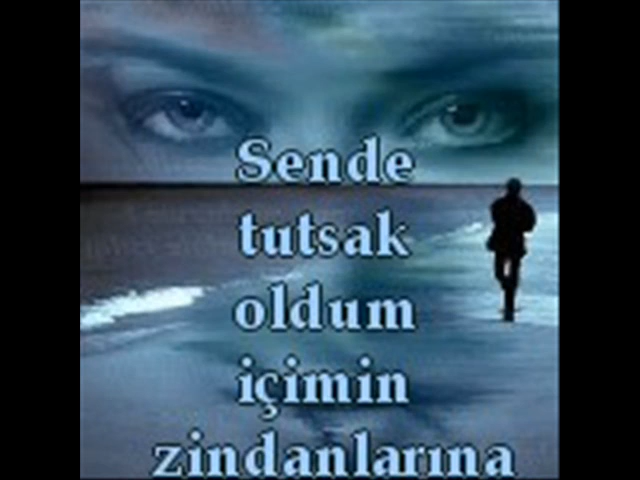 Sende
tutsak
oldum
içimin
zindanlarına